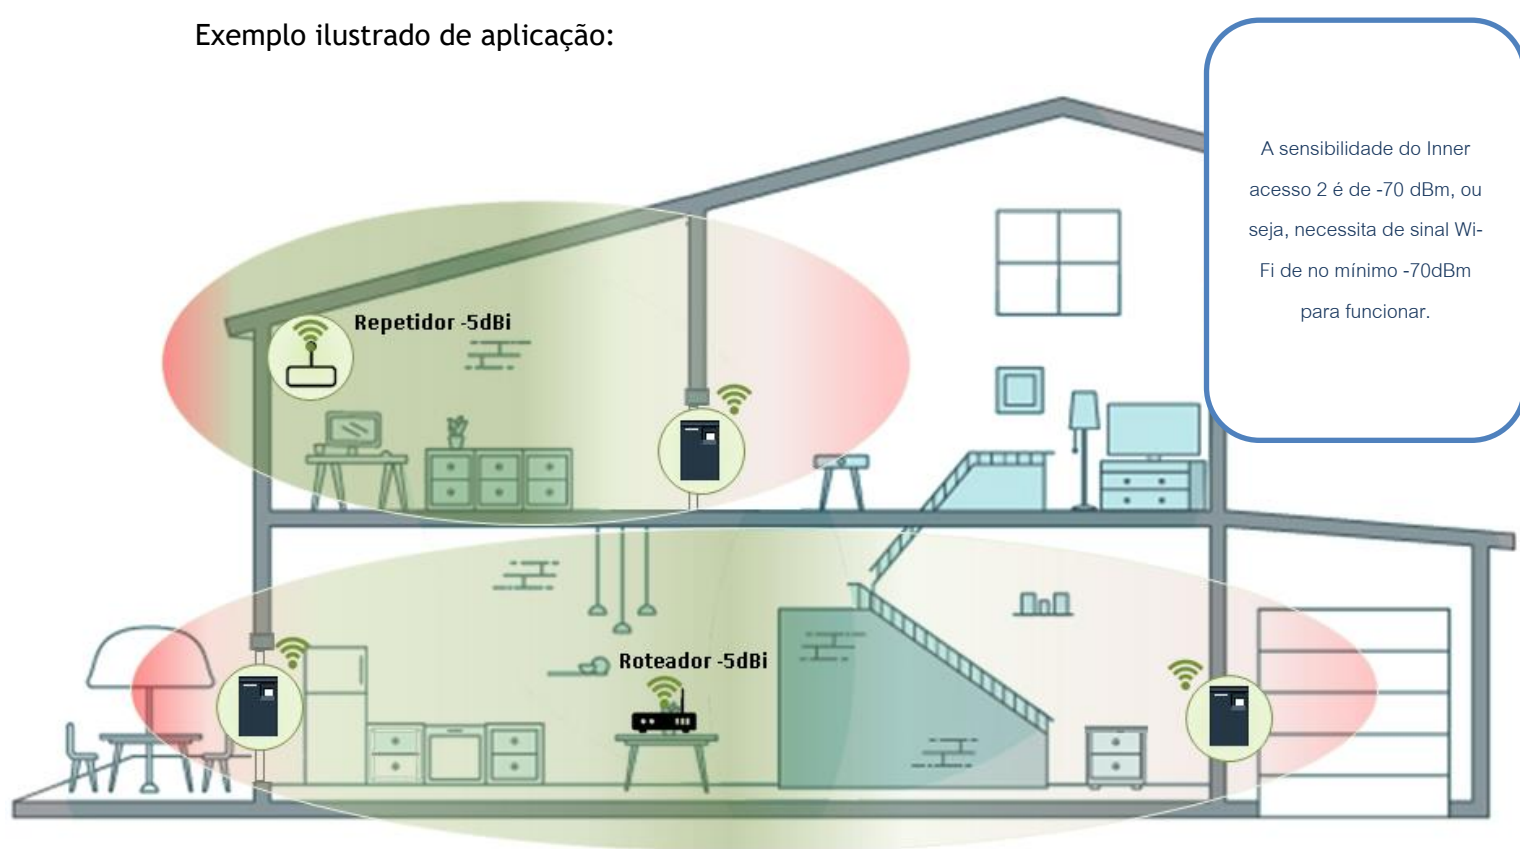 Exemplo ilustrado de aplicação:
A sensibilidade do Inner
acesso 2 é de -70 dBm, ou
seja, necessita de sinal Wi-
Fi de no mínimo -70dBm
para funcionar.
Repetidor -5dBi
Roteador -5dBi